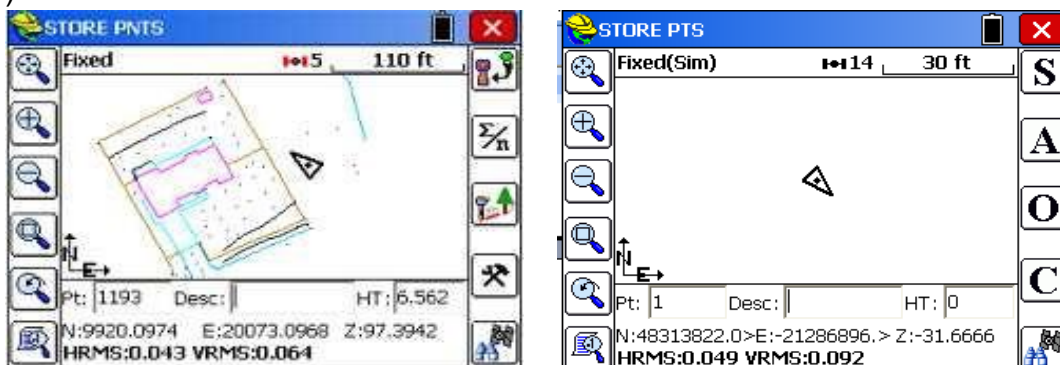 )
STORE PNTS
Fixed 5 110 ft
Σ/n
N
E
Pt: 1193 Desc: HT: 6.562
N:9920.0974 E:20073.0968 Z:97.3942
HRMS:0.043 VRMS:0.064
STORE PTS
Fixed(Sim) 14 30 ft
S
A
O
C
N
E
Pt: 1 Desc: HT: 0
N:48313822.0>E:-21286896.> Z:-31.6666
HRMS:0.049 VRMS:0.092